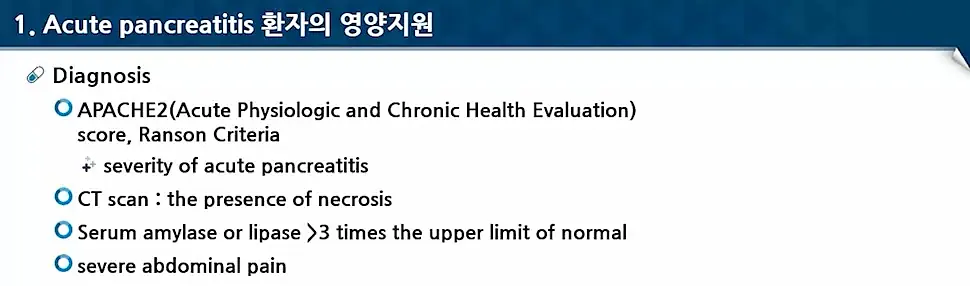 1. Acute pancreatitis 환자의 영양지원
Diagnosis
APACHE2(Acute Physiologic and Chronic Health Evaluation)
score, Ranson Criteria
severity of acute pancreatitis
CT scan : the presence of necrosis
Serum amylase or lipase >3 times the upper limit of normal
severe abdominal pain